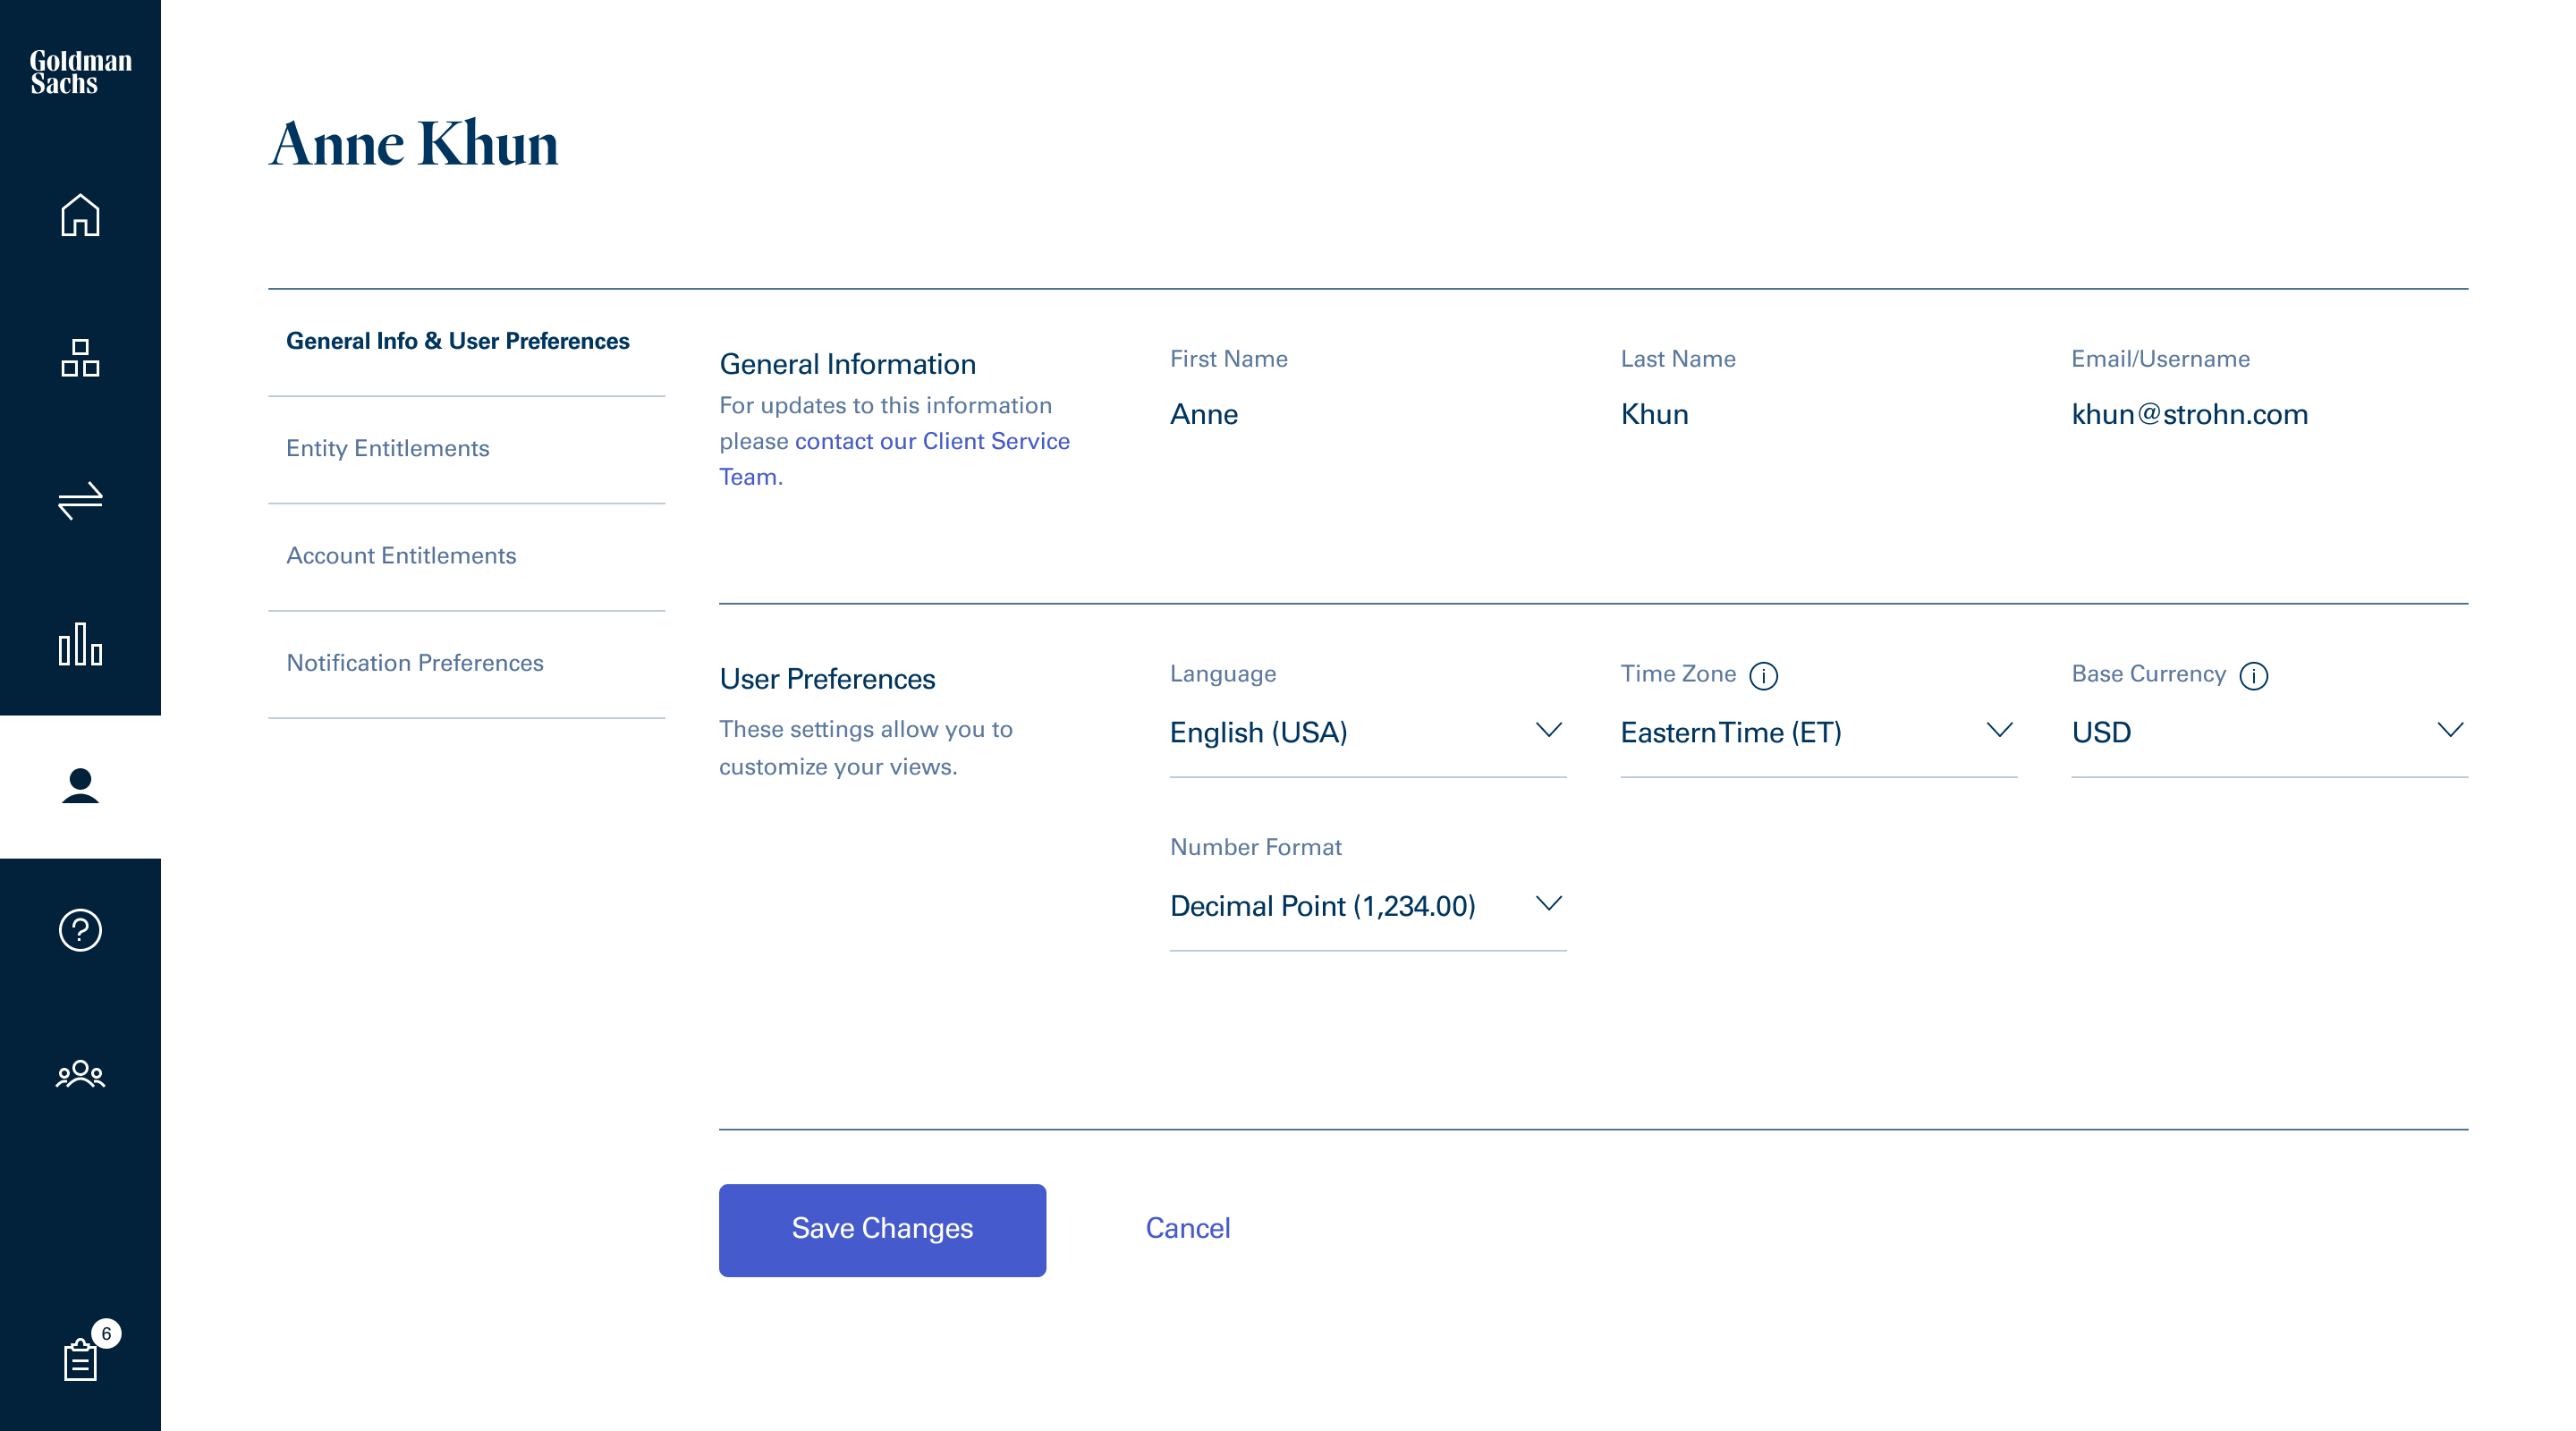 Goldman
Sachs
Anne Khun
General Info & User Preferences
Entity Entitlements
Account Entitlements
Notification Preferences
General Information
For updates to this information
please contact our Client Service
Team.
First Name
Anne
Last Name
Khun
Email/Username
khun@strohn.com
User Preferences
These settings allow you to
customize your views.
Language
English (USA)
Time Zone
Eastern Time (ET)
Base Currency
USD
Number Format
Decimal Point (1,234.00)
Save Changes
Cancel
6